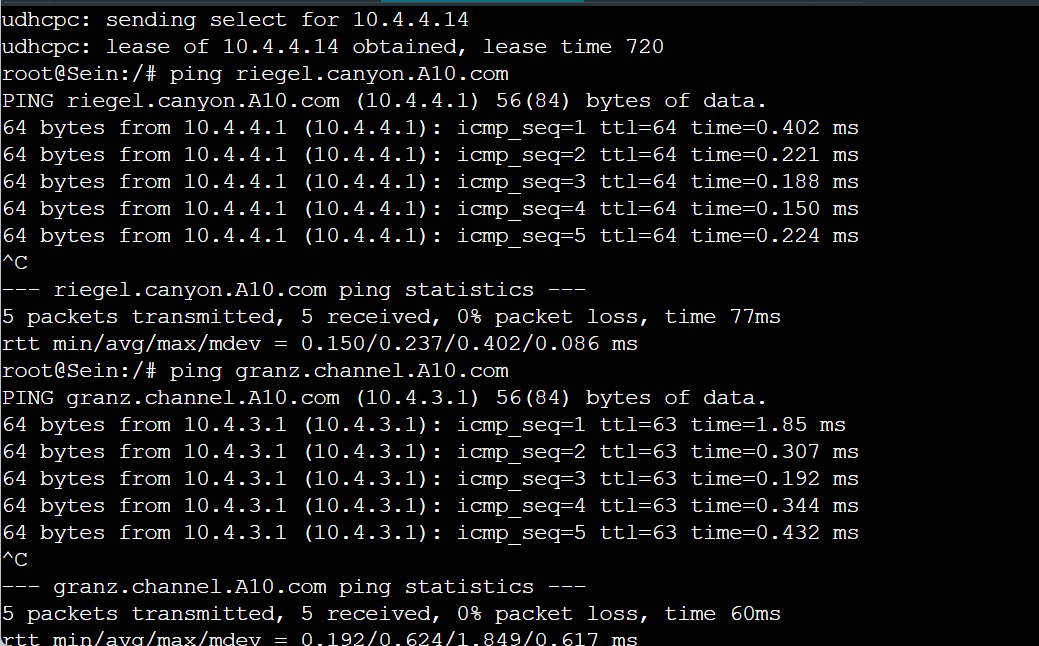 udhcpc: sending select for 10.4.4.14
udhcpc: lease of 10.4.4.14 obtained, lease time 720
root@Sein:/# ping riegel.canyon.A10.com
PING riegel.canyon.A10.com (10.4.4.1) 56(84) bytes of data.
64 bytes from 10.4.4.1 (10.4.4.1): icmp_seq=1 ttl=64 time=0.402 ms
64 bytes from 10.4.4.1 (10.4.4.1): icmp_seq=2 ttl=64 time=0.221 ms
64 bytes from 10.4.4.1 (10.4.4.1): icmp_seq=3 ttl=64 time=0.188 ms
64 bytes from 10.4.4.1 (10.4.4.1): icmp_seq=4 ttl=64 time=0.150 ms
64 bytes from 10.4.4.1 (10.4.4.1): icmp_seq=5 ttl=64 time=0.224 ms
^C
--- riegel.canyon.A10.com ping statistics ---
5 packets transmitted, 5 received, 0% packet loss, time 77ms
rtt min/avg/max/mdev = 0.150/0.237/0.402/0.086 ms
root@Sein:/# ping granz.channel.A10.com
PING granz.channel.A10.com (10.4.3.1) 56(84) bytes of data.
64 bytes from 10.4.3.1 (10.4.3.1): icmp_seq=1 ttl=63 time=1.85 ms
64 bytes from 10.4.3.1 (10.4.3.1): icmp_seq=2 ttl=63 time=0.307 ms
64 bytes from 10.4.3.1 (10.4.3.1): icmp_seq=3 ttl=63 time=0.192 ms
64 bytes from 10.4.3.1 (10.4.3.1): icmp_seq=4 ttl=63 time=0.344 ms
64 bytes from 10.4.3.1 (10.4.3.1): icmp_seq=5 ttl=63 time=0.432 ms
^C
--- granz.channel.A10.com ping statistics ---
5 packets transmitted, 5 received, 0% packet loss, time 60ms
rtt min/avg/max/mdev = 0.192/0.624/1.849/0.617 ms